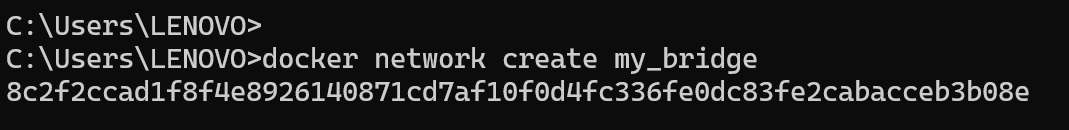 C:\Users\LENOVO>
C:\Users\LENOVO>docker network create my_bridge
8c2f2ccad1f8f4e8926140871cd7af10f0d4fc336fe0dc83fe2cabacceb3b08e